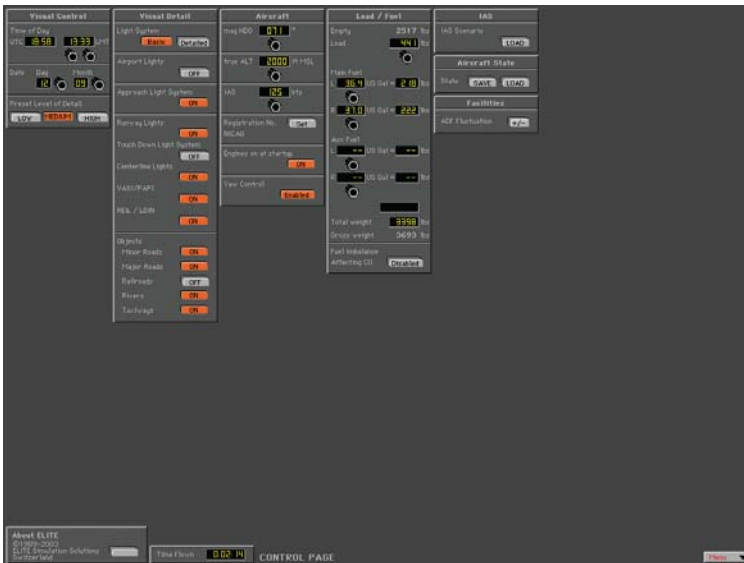 Visual Control
Time of Day
UTC 18:58 13:33 LMT
Date Day Month
12 09
Preset Level of Detail
LOW MEDIUM HIGH
Visual Detail
Light System
Basic Detailed
Airport Lights
OFF
Approach Light System
ON
Runway Lights
ON
Touch Down Light System
OFF
Centerline Lights
ON
VASI/PAPI
ON
REIL / LDIN
ON
Objects
Minor Roads ON
Major Roads ON
Railroads OFF
Rivers ON
Taxiways ON
Aircraft
mag HDG 071 °
true ALT 2000 ft MSL
IAS 125 kts
Registration No. Set
Engines on at startup
ON
Yaw Control
Enabled
Load / Fuel
Empty 2517 lbs
Load 441 lbs
Main Fuel
L 36.4 US Gal = 218 lbs
R 37.0 US Gal = 222 lbs
Aux Fuel
L -- US Gal = -- lbs
R -- US Gal = -- lbs
Total weight 3398 lbs
Gross weight 3693 lbs
Fuel Imbalance
Affecting CG Disabled
IAS
IAS Scenario
LOAD
Aircraft State
State SAVE LOAD
Facilities
ADF Fluctuation +/-
About ELITE
©1989-2003
ELITE Simulation Solutions
Switzerland
Time Flown 0:02:14
CONTROL PAGE
Menu